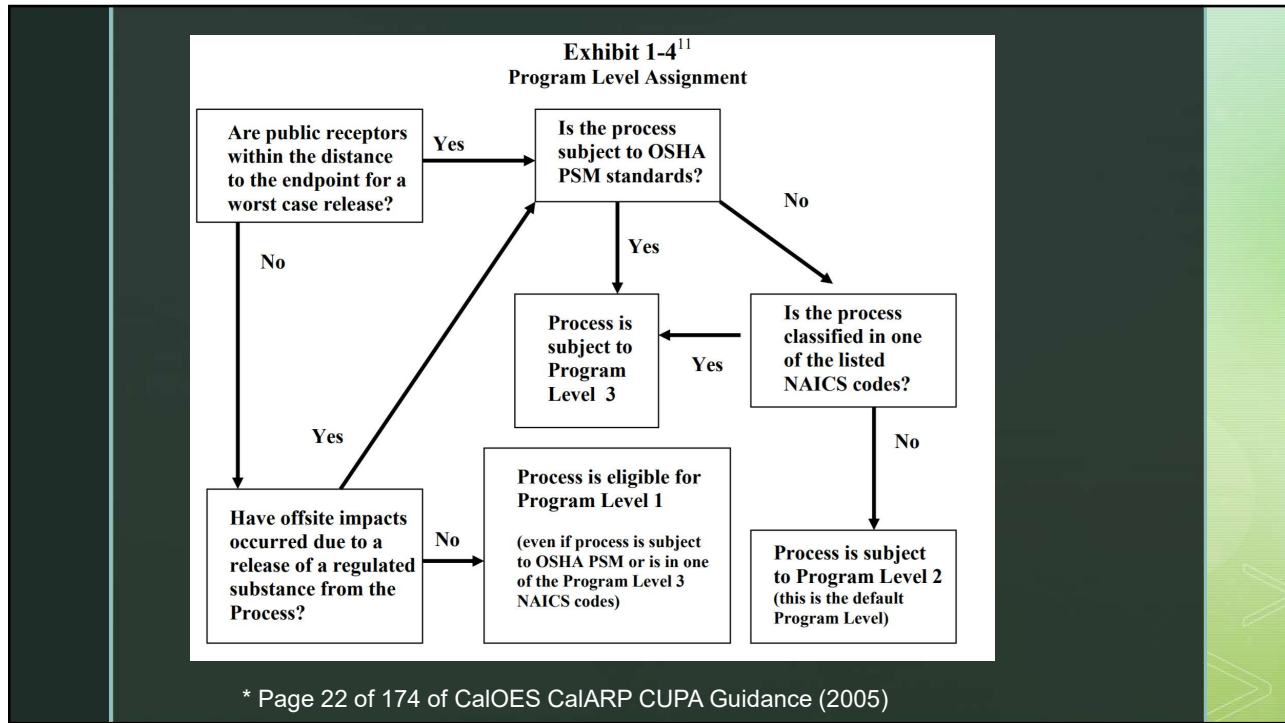 Exhibit 1-4¹¹
Program Level Assignment
Are public receptors
within the distance
to the endpoint for a
worst case release?
Yes
Is the process
subject to OSHA
PSM standards?
No
Yes
No
Process is
subject to
Program
Level 3
Yes
Is the process
classified in one
of the listed
NAICS codes?
Yes
No
Have offsite impacts
occurred due to a
release of a regulated
substance from the
Process?
No
Process is eligible for
Program Level 1
(even if process is subject
to OSHA PSM or is in one
of the Program Level 3
NAICS codes)
Process is subject
to Program Level 2
(this is the default
Program Level)
* Page 22 of 174 of CalOES CalARP CUPA Guidance (2005)